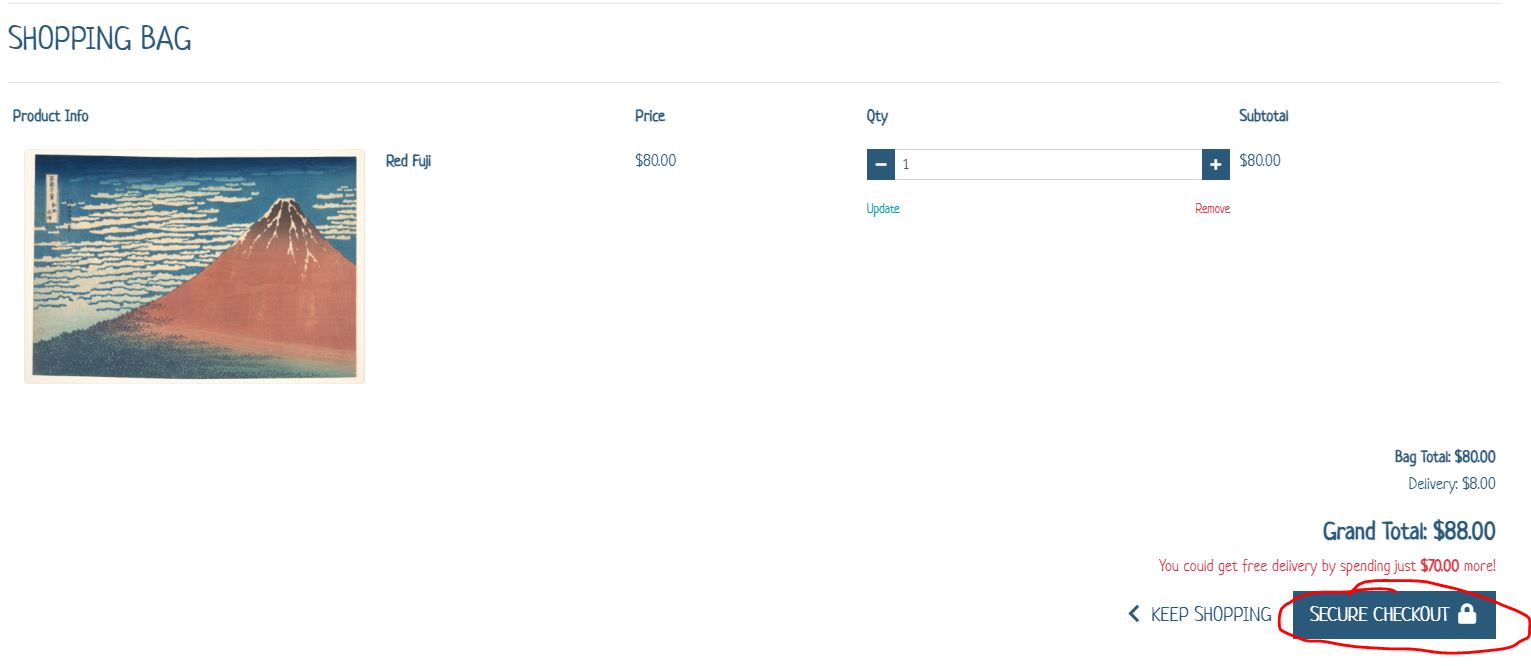 SHOPPING BAG
Product Info Price Qty Subtotal
Red Fuji $80.00 1 $80.00
Update Remove
Bag Total: $80.00
Delivery: $8.00
Grand Total: $88.00
You could get free delivery by spending just $70.00 more!
KEEP SHOPPING SECURE CHECKOUT